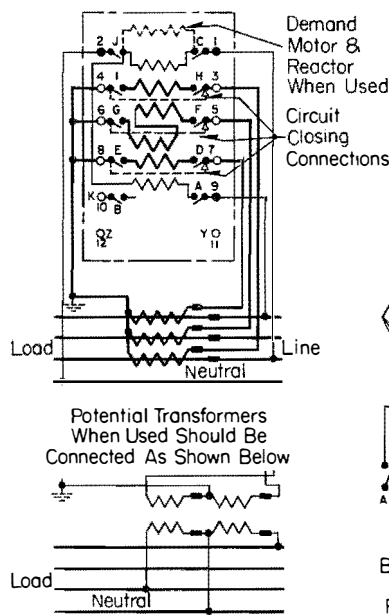 Demand
Motor &
Reactor
When Used
2 J C 1
4 I H 3
6 G F 5
Circuit
Closing
Connections
8 E D 7
K A 9
10 B
Z Y
12 11
Load Line
Neutral
Potential Transformers
When Used Should Be
Connected As Shown Below
A
Load
Neutral
B